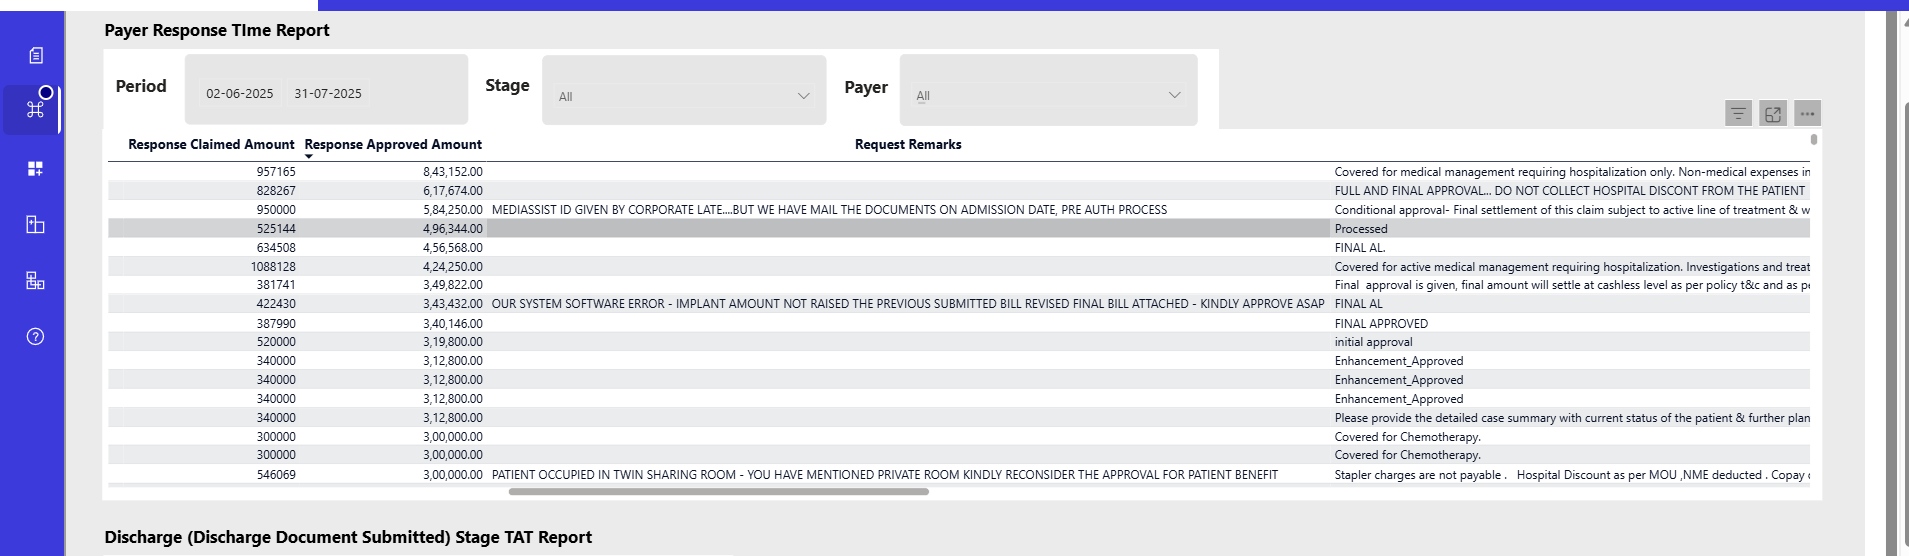 Payer Response TIme Report
Period 02-06-2025 31-07-2025 Stage All Payer All
Response Claimed Amount Response Approved Amount Request Remarks
957165 8,43,152.00 Covered for medical management requiring hospitalization only. Non-medical expenses in
828267 6,17,674.00 FULL AND FINAL APPROVAL... DO NOT COLLECT HOSPITAL DISCONT FROM THE PATIENT
950000 5,84,250.00 MEDIASSIST ID GIVEN BY CORPORATE LATE....BUT WE HAVE MAIL THE DOCUMENTS ON ADMISSION DATE, PRE AUTH PROCESS Conditional approval- Final settlement of this claim subject to active line of treatment & w
525144 4,96,344.00 Processed
634508 4,56,568.00 FINAL AL.
1088128 4,24,250.00 Covered for active medical management requiring hospitalization. Investigations and treat
381741 3,49,822.00 Final approval is given, final amount will settle at cashless level as per policy t&c and as pe
422430 3,43,432.00 OUR SYSTEM SOFTWARE ERROR - IMPLANT AMOUNT NOT RAISED THE PREVIOUS SUBMITTED BILL REVISED FINAL BILL ATTACHED - KINDLY APPROVE ASAP FINAL AL
387990 3,40,146.00 FINAL APPROVED
520000 3,19,800.00 initial approval
340000 3,12,800.00 Enhancement_Approved
340000 3,12,800.00 Enhancement_Approved
340000 3,12,800.00 Enhancement_Approved
340000 3,12,800.00 Please provide the detailed case summary with current status of the patient & further plan
300000 3,00,000.00 Covered for Chemotherapy.
300000 3,00,000.00 Covered for Chemotherapy.
546069 3,00,000.00 PATIENT OCCUPIED IN TWIN SHARING ROOM - YOU HAVE MENTIONED PRIVATE ROOM KINDLY RECONSIDER THE APPROVAL FOR PATIENT BENEFIT Stapler charges are not payable . Hospital Discount as per MOU ,NME deducted . Copay
Discharge (Discharge Document Submitted) Stage TAT Report